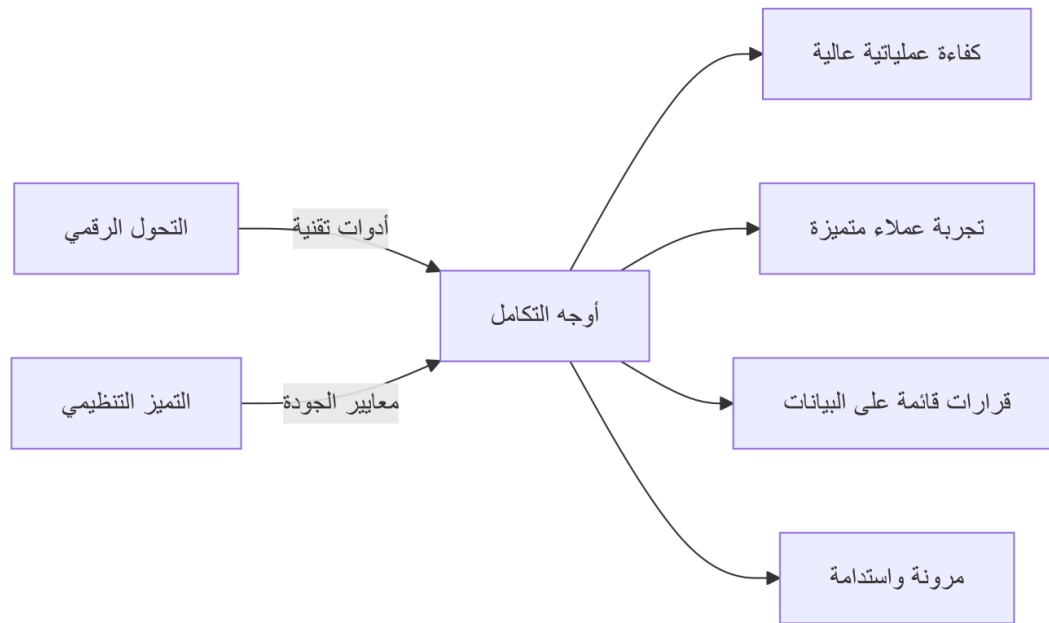 كفاءة عملياتية عالية
التحول الرقمي
أدوات تقنية
تجربة عملاء متميزة
أوجه التكامل
التميز التنظيمي
معايير الجودة
قرارات قائمة على البيانات
مرونة واستدامة